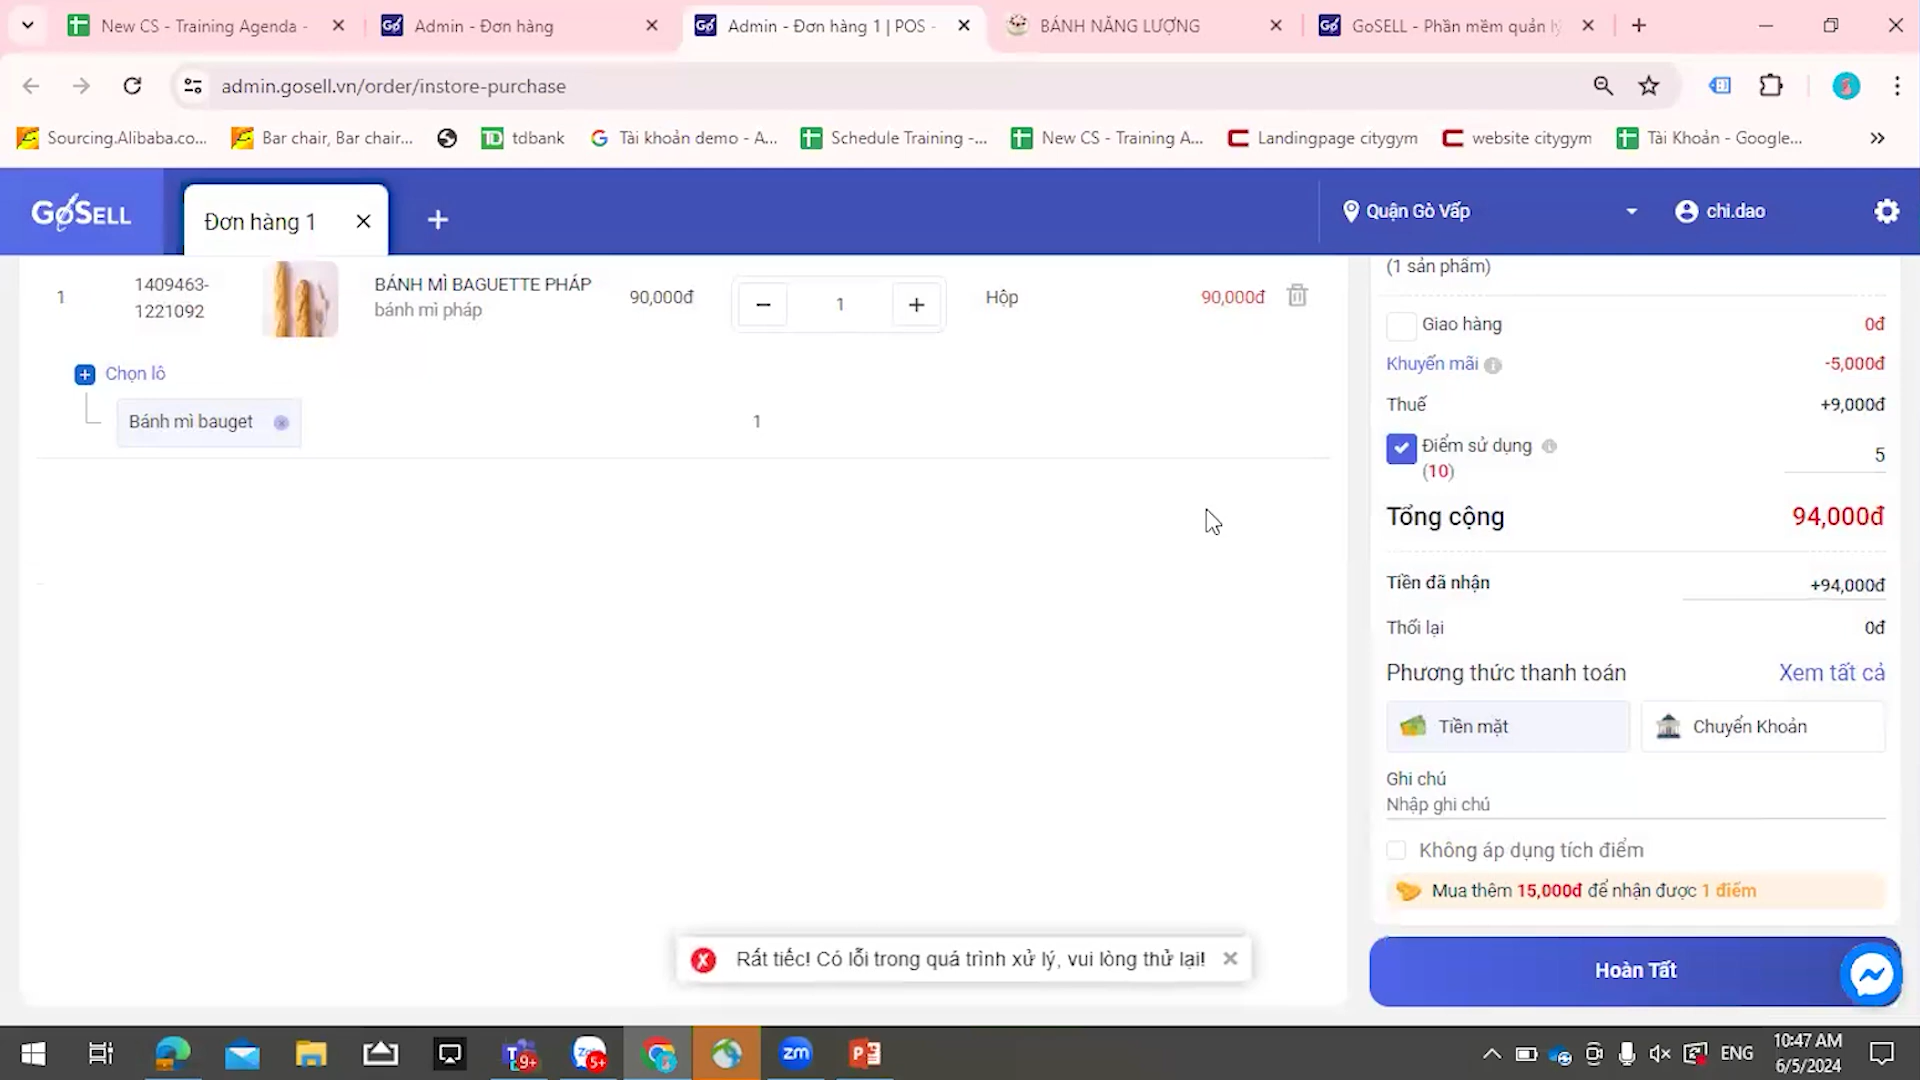 New CS - Training Agenda -
Admin - Đơn hàng
Admin - Đơn hàng 1 | POS -
BÁNH NĂNG LƯỢNG
GoSELL - Phần mềm quản lý
admin.gosell.vn/order/instore-purchase
Sourcing.Alibaba.co...
Bar chair, Bar chair...
TD tdbank
Tài khoản demo - A...
Schedule Training -...
New CS - Training A...
Landingpage citygym
website citygym
Tài Khoản - Google...
GoSELL
Đơn hàng 1
Quận Gò Vấp
chi.dao
1
1409463-
1221092
BÁNH MÌ BAGUETTE PHÁP
bánh mì pháp
90,000đ
1
Hộp
90,000đ
Chọn lô
Bánh mì bauget
1
(1 sản phẩm)
Giao hàng 0đ
Khuyến mãi -5,000đ
Thuế +9,000đ
Điểm sử dụng 5
(10)
Tổng cộng 94,000đ
Tiền đã nhận +94,000đ
Thối lại 0đ
Phương thức thanh toán Xem tất cả
Tiền mặt Chuyển Khoản
Ghi chú
Nhập ghi chú
Không áp dụng tích điểm
Mua thêm 15,000đ để nhận được 1 điểm
Rất tiếc! Có lỗi trong quá trình xử lý, vui lòng thử lại!
Hoàn Tất
9+
5+
zm
ENG
10:47 AM
6/5/2024